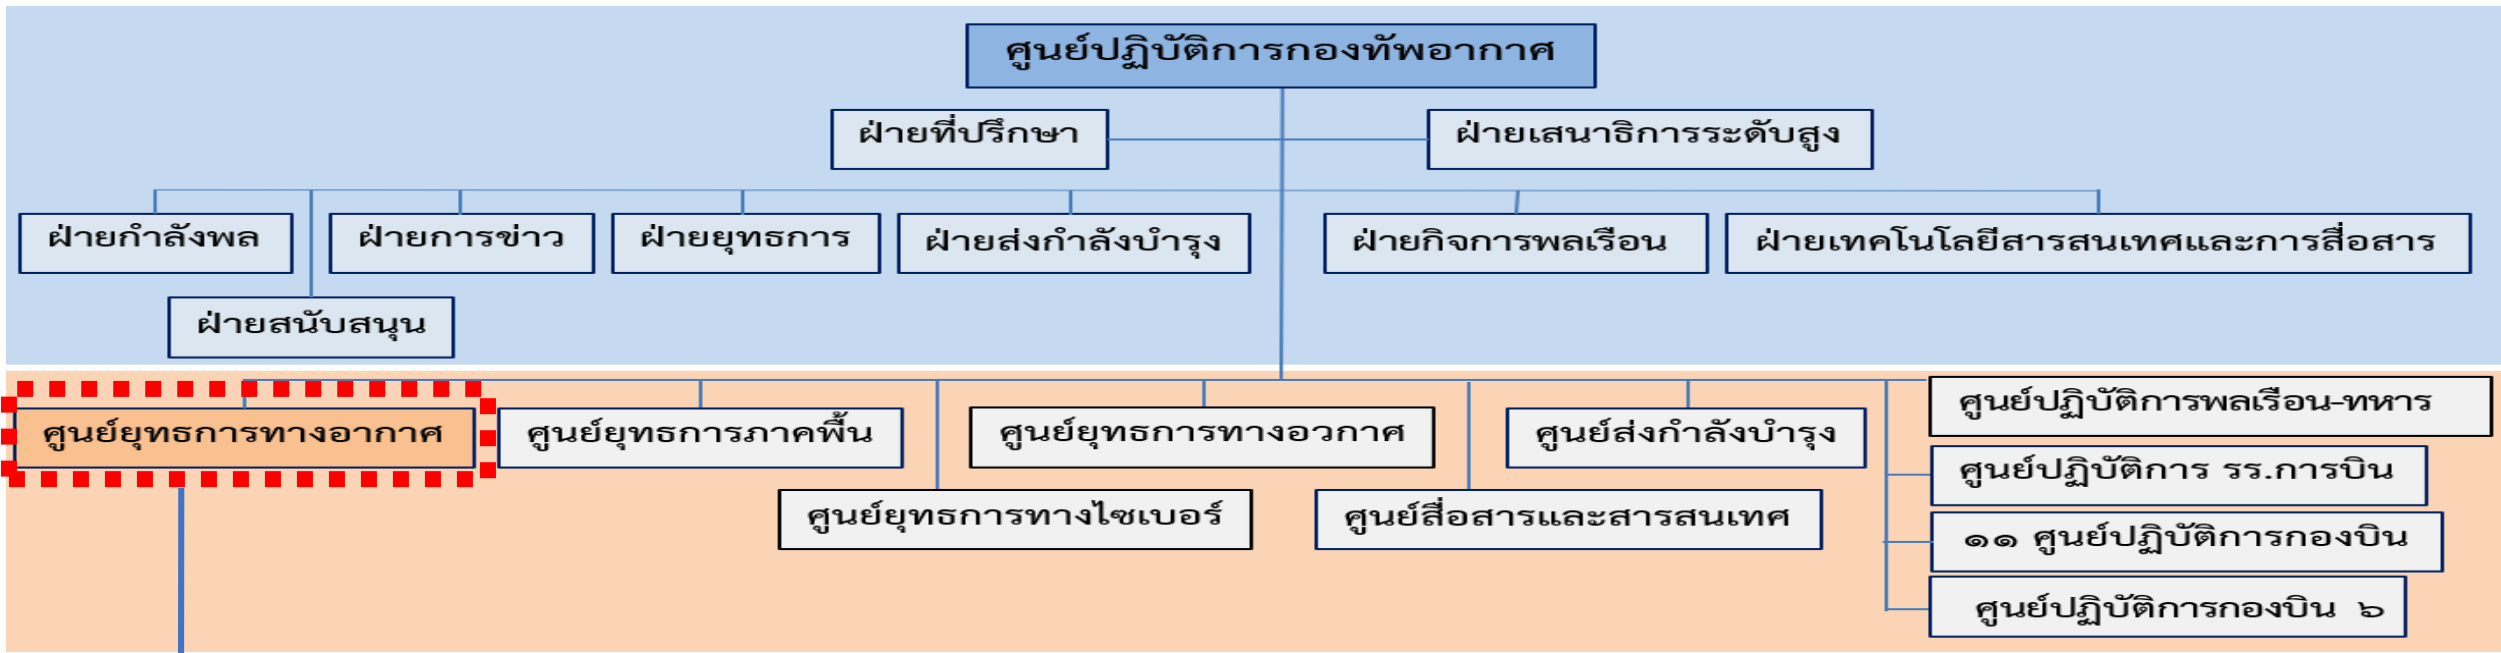 ศูนย์ปฏิบัติการกองทัพอากาศ
ฝ่ายที่ปรึกษา
ฝ่ายเสนาธิการระดับสูง
ฝ่ายกำลังพล
ฝ่ายการข่าว
ฝ่ายยุทธการ
ฝ่ายส่งกำลังบำรุง
ฝ่ายกิจการพลเรือน
ฝ่ายเทคโนโลยีสารสนเทศและการสื่อสาร
ฝ่ายสนับสนุน
ศูนย์ยุทธการทางอากาศ
ศูนย์ยุทธการภาคพื้น
ศูนย์ยุทธการทางอวกาศ
ศูนย์ส่งกำลังบำรุง
ศูนย์ยุทธการทางไซเบอร์
ศูนย์สื่อสารและสารสนเทศ
ศูนย์ปฏิบัติการพลเรือน-ทหาร
ศูนย์ปฏิบัติการ รร.การบิน
๑๑ ศูนย์ปฏิบัติการกองบิน
ศูนย์ปฏิบัติการกองบิน ๖